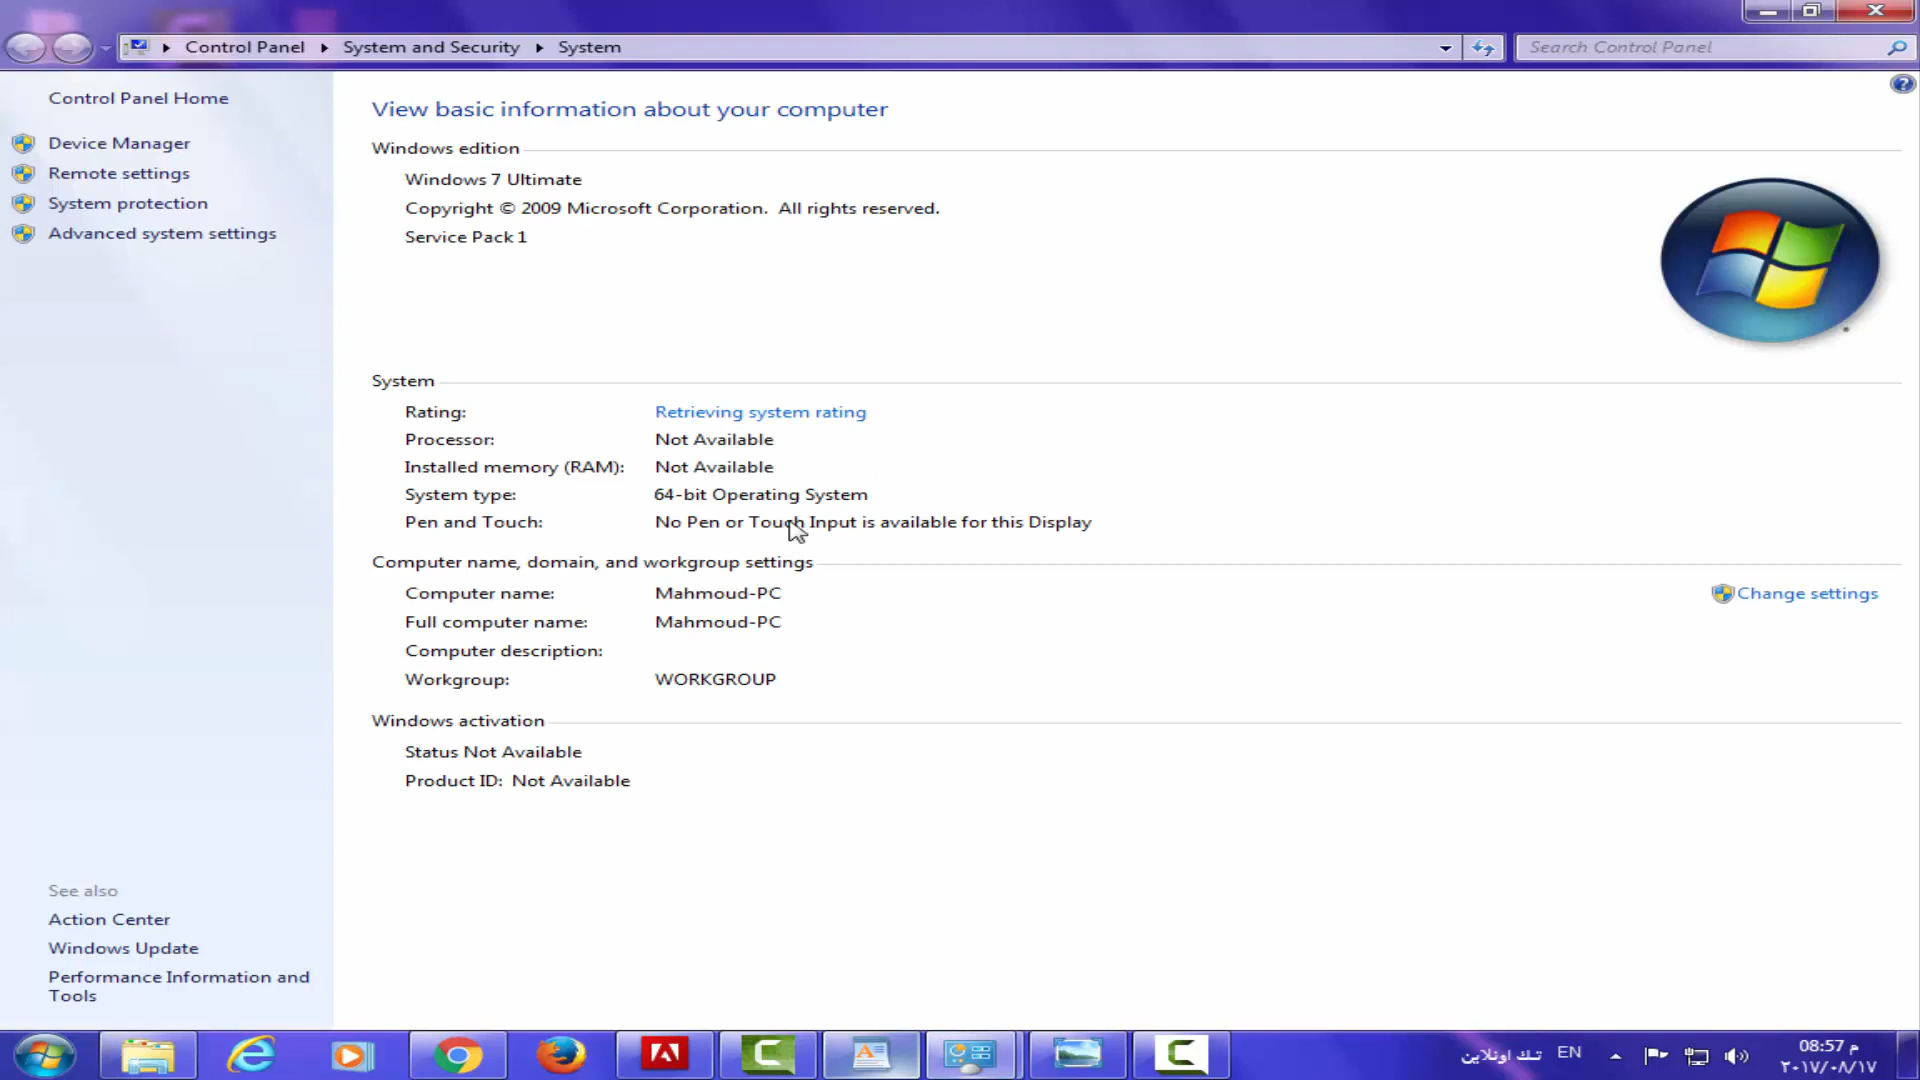 Control Panel System and Security System
Search Control Panel
Control Panel Home
Device Manager
Remote settings
System protection
Advanced system settings
See also
Action Center
Windows Update
Performance Information and
Tools
View basic information about your computer
Windows edition
Windows 7 Ultimate
Copyright © 2009 Microsoft Corporation. All rights reserved.
Service Pack 1
System
Rating: Retrieving system rating
Processor: Not Available
Installed memory (RAM): Not Available
System type: 64-bit Operating System
Pen and Touch: No Pen or Touch Input is available for this Display
Computer name, domain, and workgroup settings
Computer name: Mahmoud-PC
Change settings
Full computer name: Mahmoud-PC
Computer description:
Workgroup: WORKGROUP
Windows activation
Status Not Available
Product ID: Not Available
تـك اونلاين EN
08:57 م
٢٠١٧/٠٨/١٧